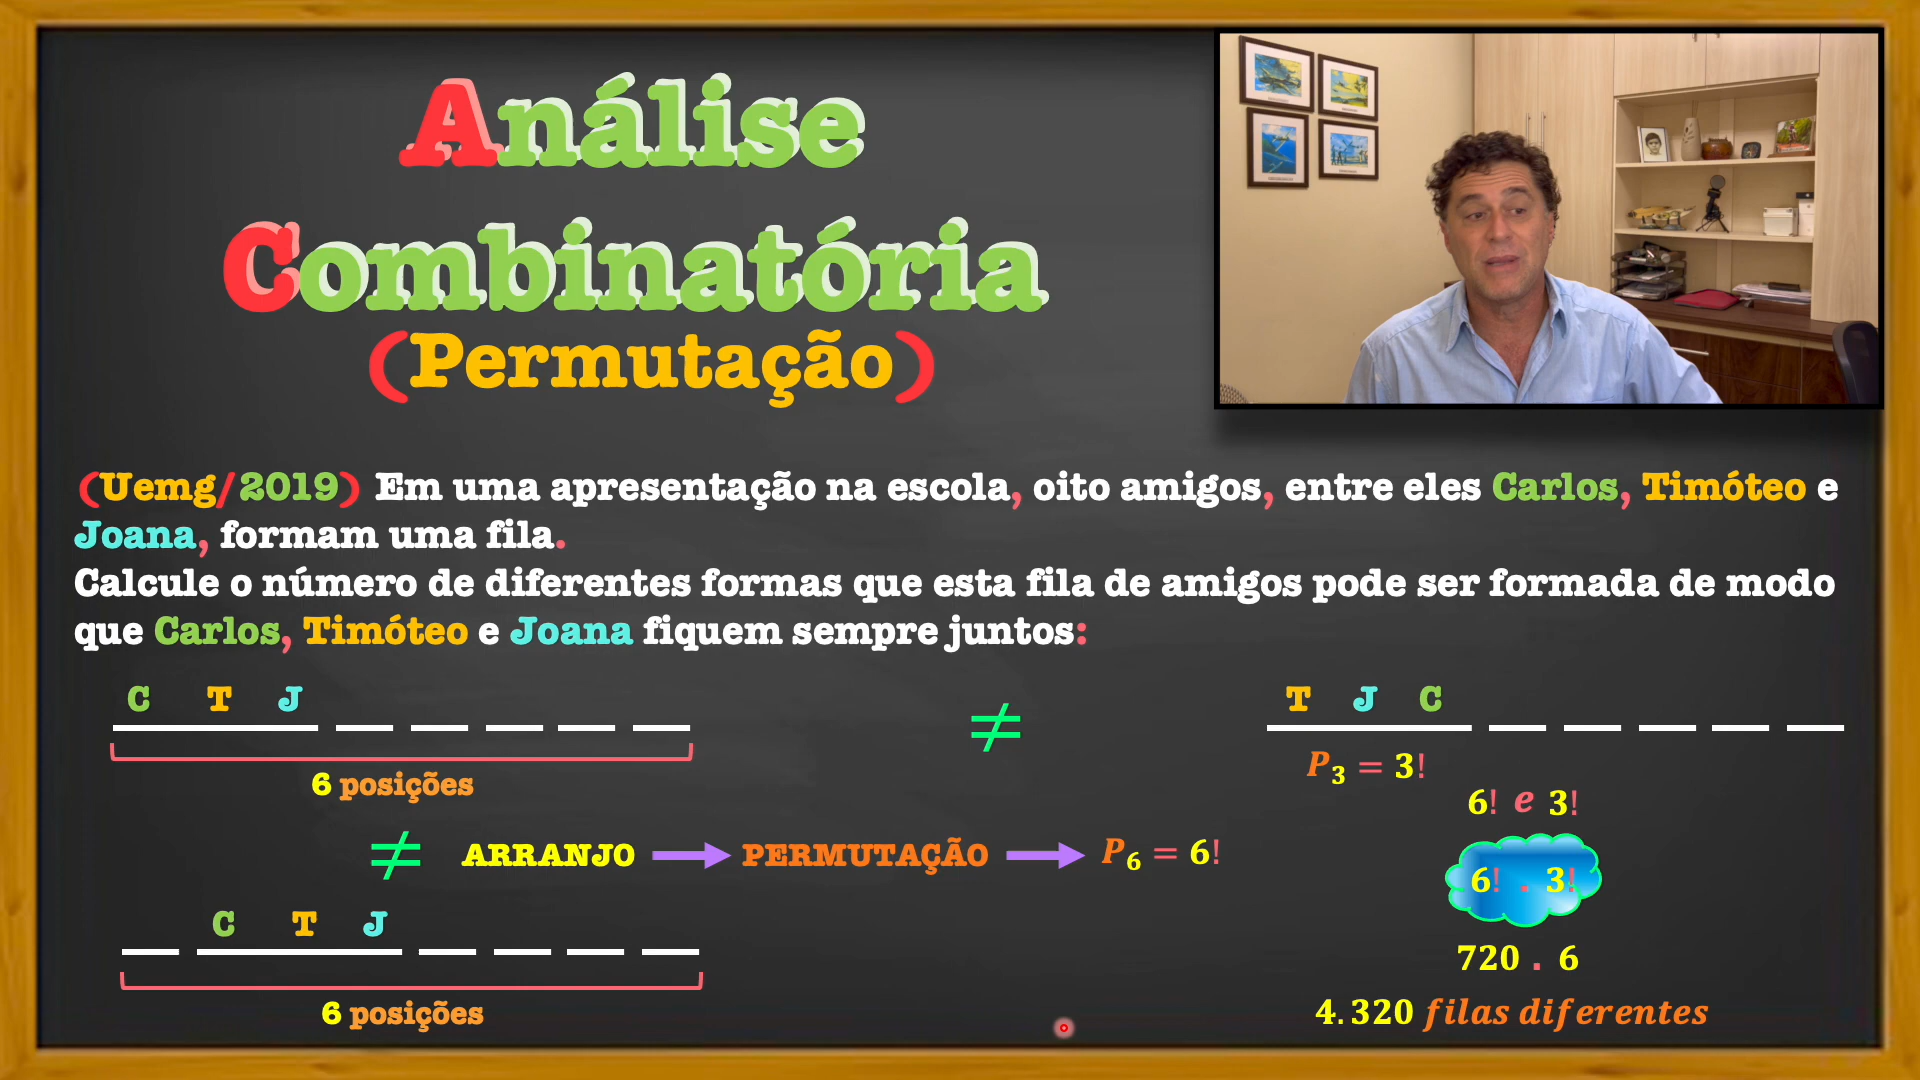 Análise
Combinatória
(Permutação)
(Uemg/2019) Em uma apresentação na escola, oito amigos, entre eles Carlos, Timóteo e
Joana, formam uma fila.
Calcule o número de diferentes formas que esta fila de amigos pode ser formada de modo
que Carlos, Timóteo e Joana fiquem sempre juntos:
C T J
≠
T J C
6 posições
P₃ = 3!
6! e 3!
≠ ARRANJO → PERMUTAÇÃO → P₆ = 6!
6! . 3!
C T J
720 . 6
6 posições
4.320 filas diferentes